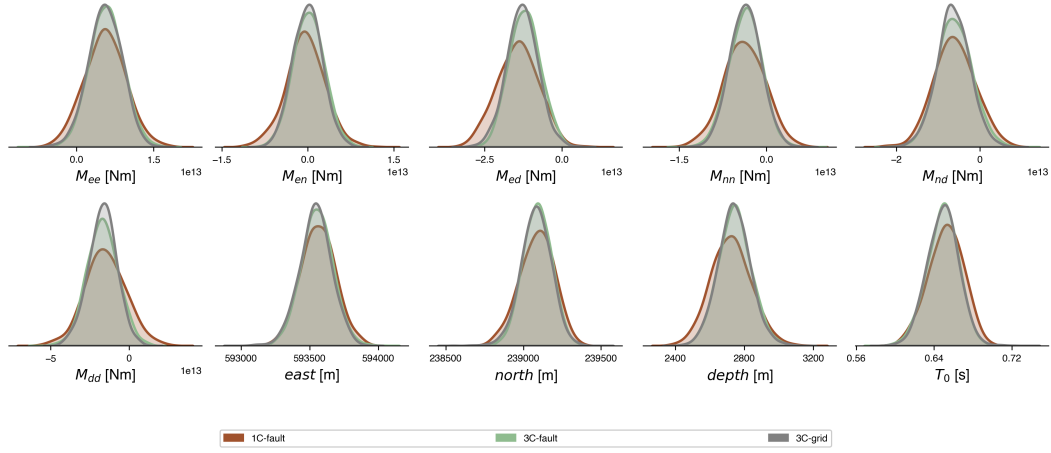 0.0 1.5
1e13
M_ee [Nm]
−1.5 0.0 1.5
1e13
M_en [Nm]
−2.5 0.0
1e13
M_ed [Nm]
−1.5 0.0
1e13
M_nn [Nm]
−2 0
1e13
M_nd [Nm]
−5 0
1e13
M_dd [Nm]
593000 593500 594000
east [m]
238500 239000 239500
north [m]
2400 2800 3200
depth [m]
0.56 0.64 0.72
T_0 [s]
1C-fault 3C-fault 3C-grid